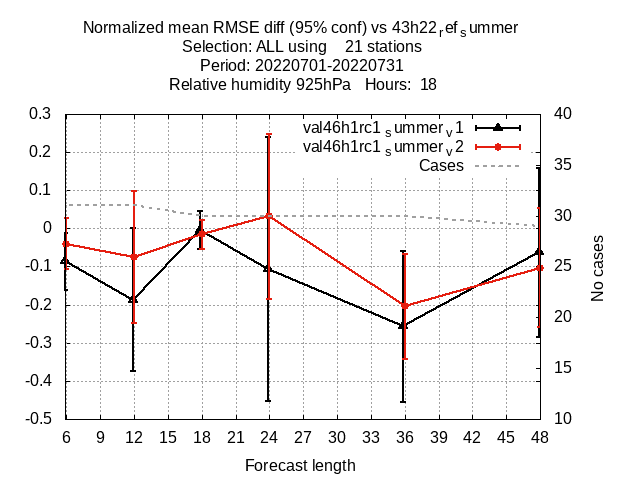 Normalized mean RMSE diff (95% conf) vs 43h22refsummer
Selection: ALL using 21 stations
Period: 20220701-20220731
Relative humidity 925hPa Hours: 18
val46h1rc1summerv1
val46h1rc1summerv2
Cases
0.3
0.2
0.1
0
-0.1
-0.2
-0.3
-0.4
-0.5
40
35
30
25
20
15
10
No cases
6 9 12 15 18 21 24 27 30 33 36 39 42 45 48
Forecast length